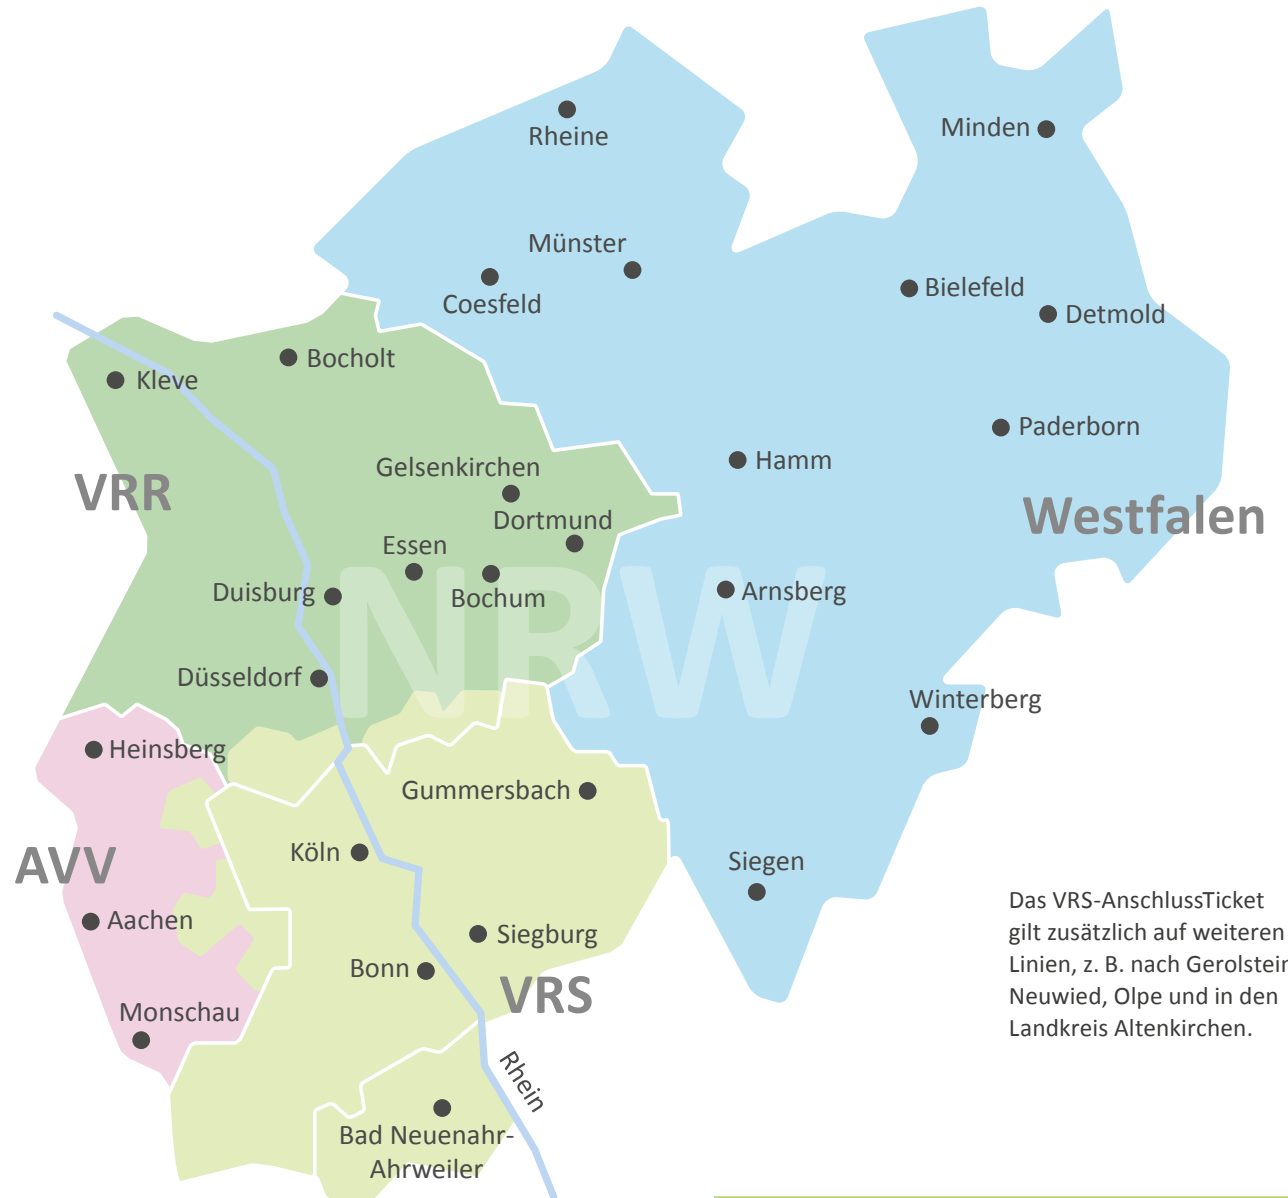 Rheine
Minden
Münster
Coesfeld
Bielefeld
Detmold
Bocholt
Kleve
Paderborn
Gelsenkirchen
Hamm
VRR
Dortmund
Westfalen
Essen
Duisburg
Bochum
Arnsberg
NRW
Düsseldorf
Winterberg
Heinsberg
Gummersbach
Köln
AVV
Siegen
Aachen
Siegburg
Bonn
VRS
Monschau
Das VRS-AnschlussTicket
gilt zusätzlich auf weiteren
Linien, z. B. nach Gerolstein
Neuwied, Olpe und in den
Landkreis Altenkirchen.
Rhein
Bad Neuenahr-
Ahrweiler